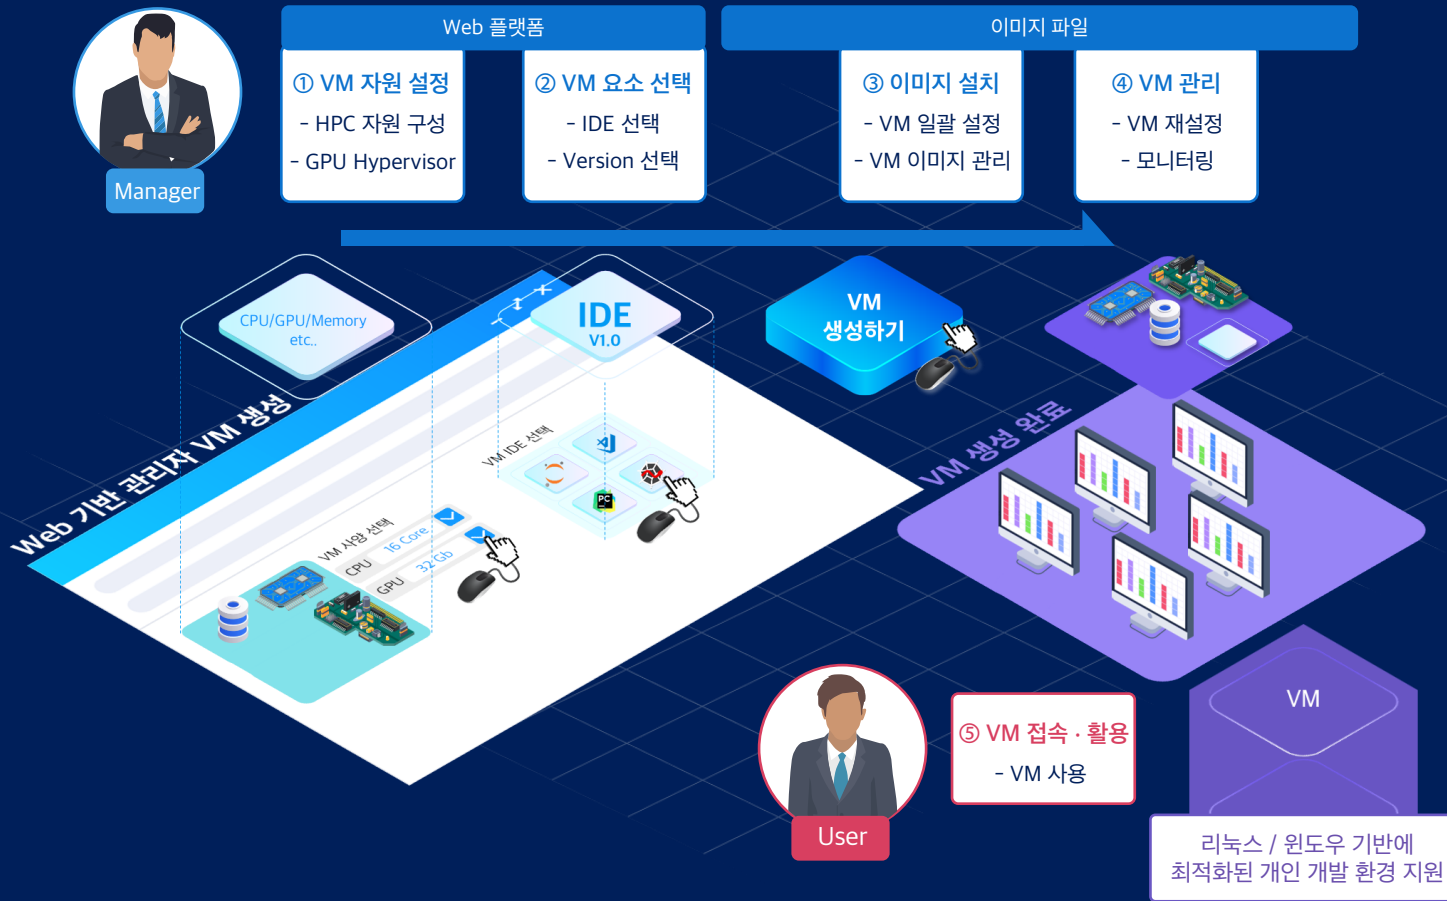 Web 플랫폼
이미지 파일
① VM 자원 설정
- HPC 자원 구성
- GPU Hypervisor
② VM 요소 선택
- IDE 선택
- Version 선택
③ 이미지 설치
- VM 일괄 설정
- VM 이미지 관리
④ VM 관리
- VM 재설정
- 모니터링
Manager
CPU/GPU/Memory
etc..
IDE
V1.0
VM
생성하기
Web 기반 관리자 VM 생성
VM IDE 선택
PC
VM 사양 선택
CPU 16 Core
GPU 32 Gb
VM 생성 완료
User
⑤ VM 접속 · 활용
- VM 사용
VM
리눅스 / 윈도우 기반에
최적화된 개인 개발 환경 지원